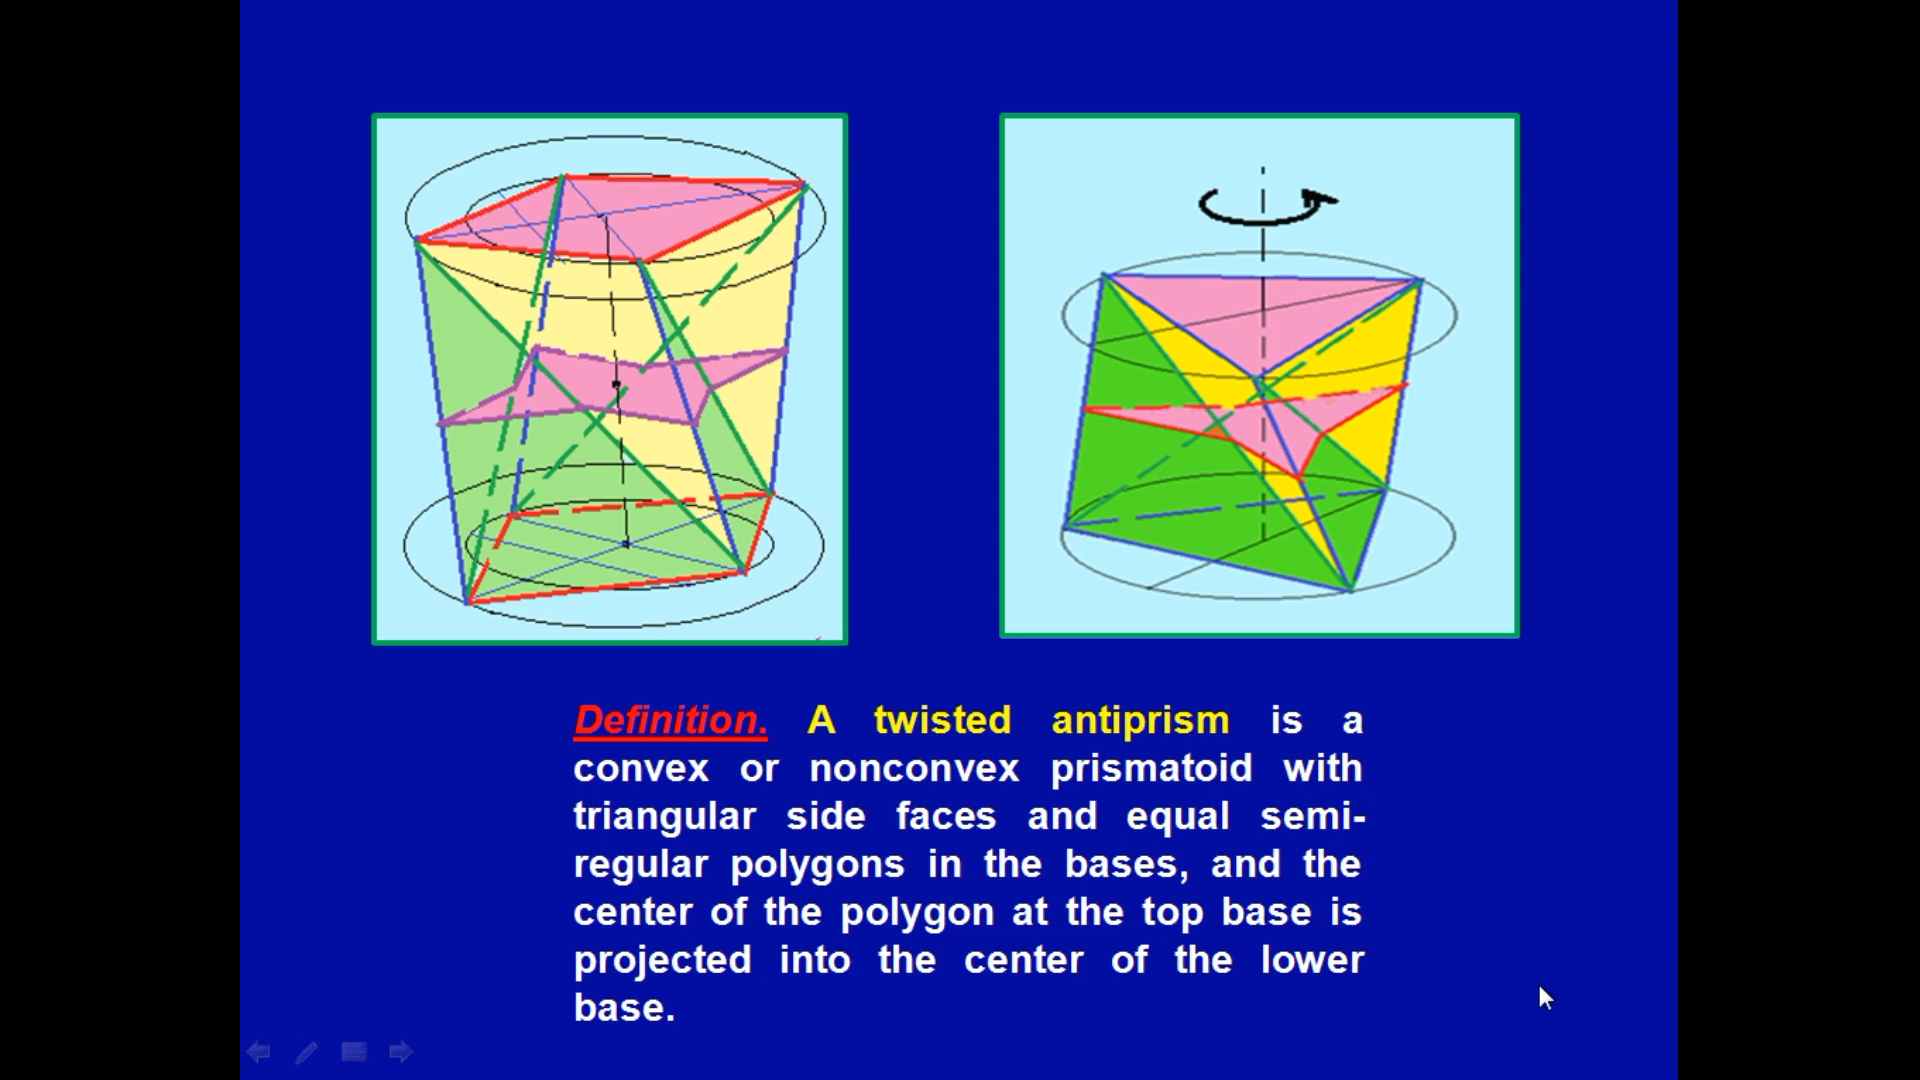 Definition. A twisted antiprism is a
convex or nonconvex prismatoid with
triangular side faces and equal semi-
regular polygons in the bases, and the
center of the polygon at the top base is
projected into the center of the lower
base.